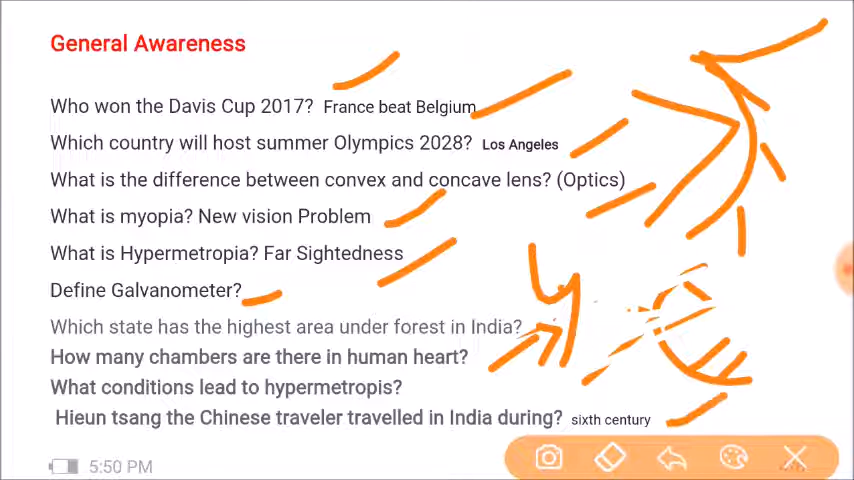 General Awareness
Who won the Davis Cup 2017? France beat Belgium
Which country will host summer Olympics 2028? Los Angeles
What is the difference between convex and concave lens? (Optics)
What is myopia? New vision Problem
What is Hypermetropia? Far Sightedness
Define Galvanometer?
Which state has the highest area under forest in India?
How many chambers are there in human heart?
What conditions lead to hypermetropis?
Hieun tsang the Chinese traveler travelled in India during? sixth century
5:50 PM